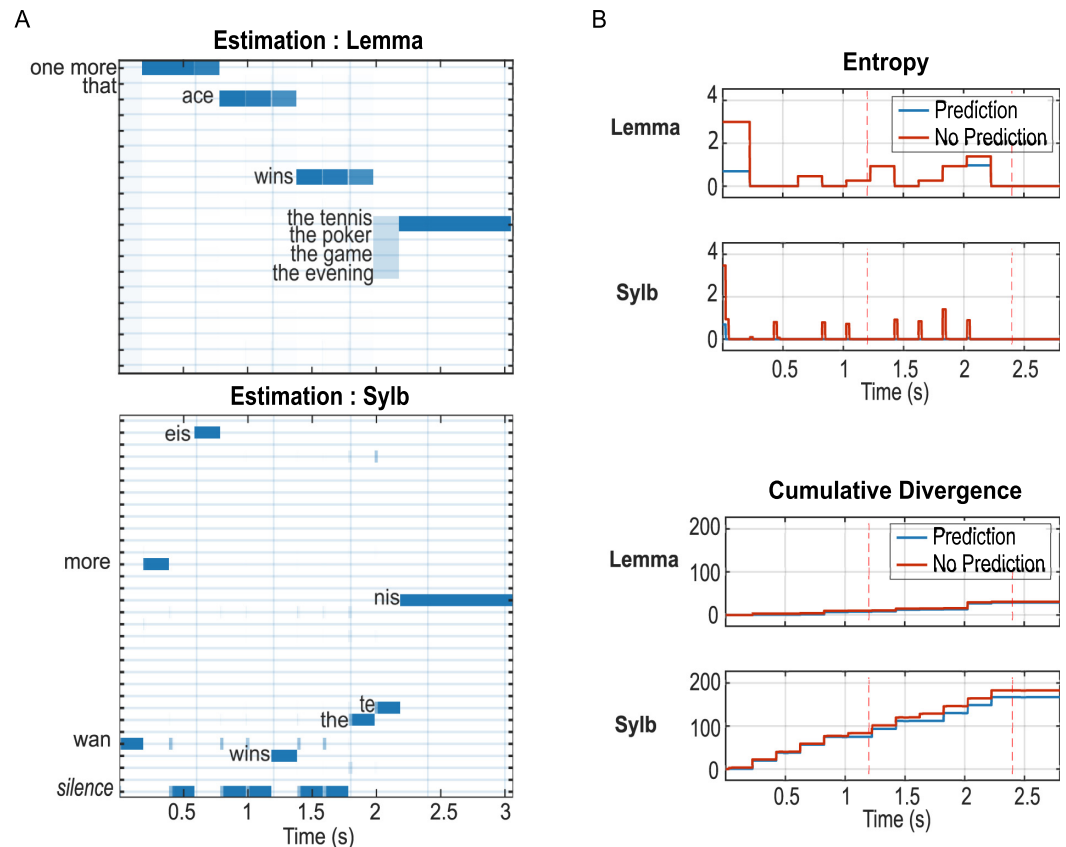 A
Estimation : Lemma
one more
that
ace
wins
the tennis
the poker
the game
the evening
Estimation : Sylb
eis
more
nis
te
the
wan
wins
silence
0.5 1 1.5 2 2.5 3
Time (s)
B
Entropy
Lemma
4
2
0
Prediction
No Prediction
Sylb
4
2
0
0.5 1 1.5 2 2.5
Time (s)
Cumulative Divergence
Lemma
200
100
0
Prediction
No Prediction
Sylb
200
100
0
0.5 1 1.5 2 2.5
Time (s)